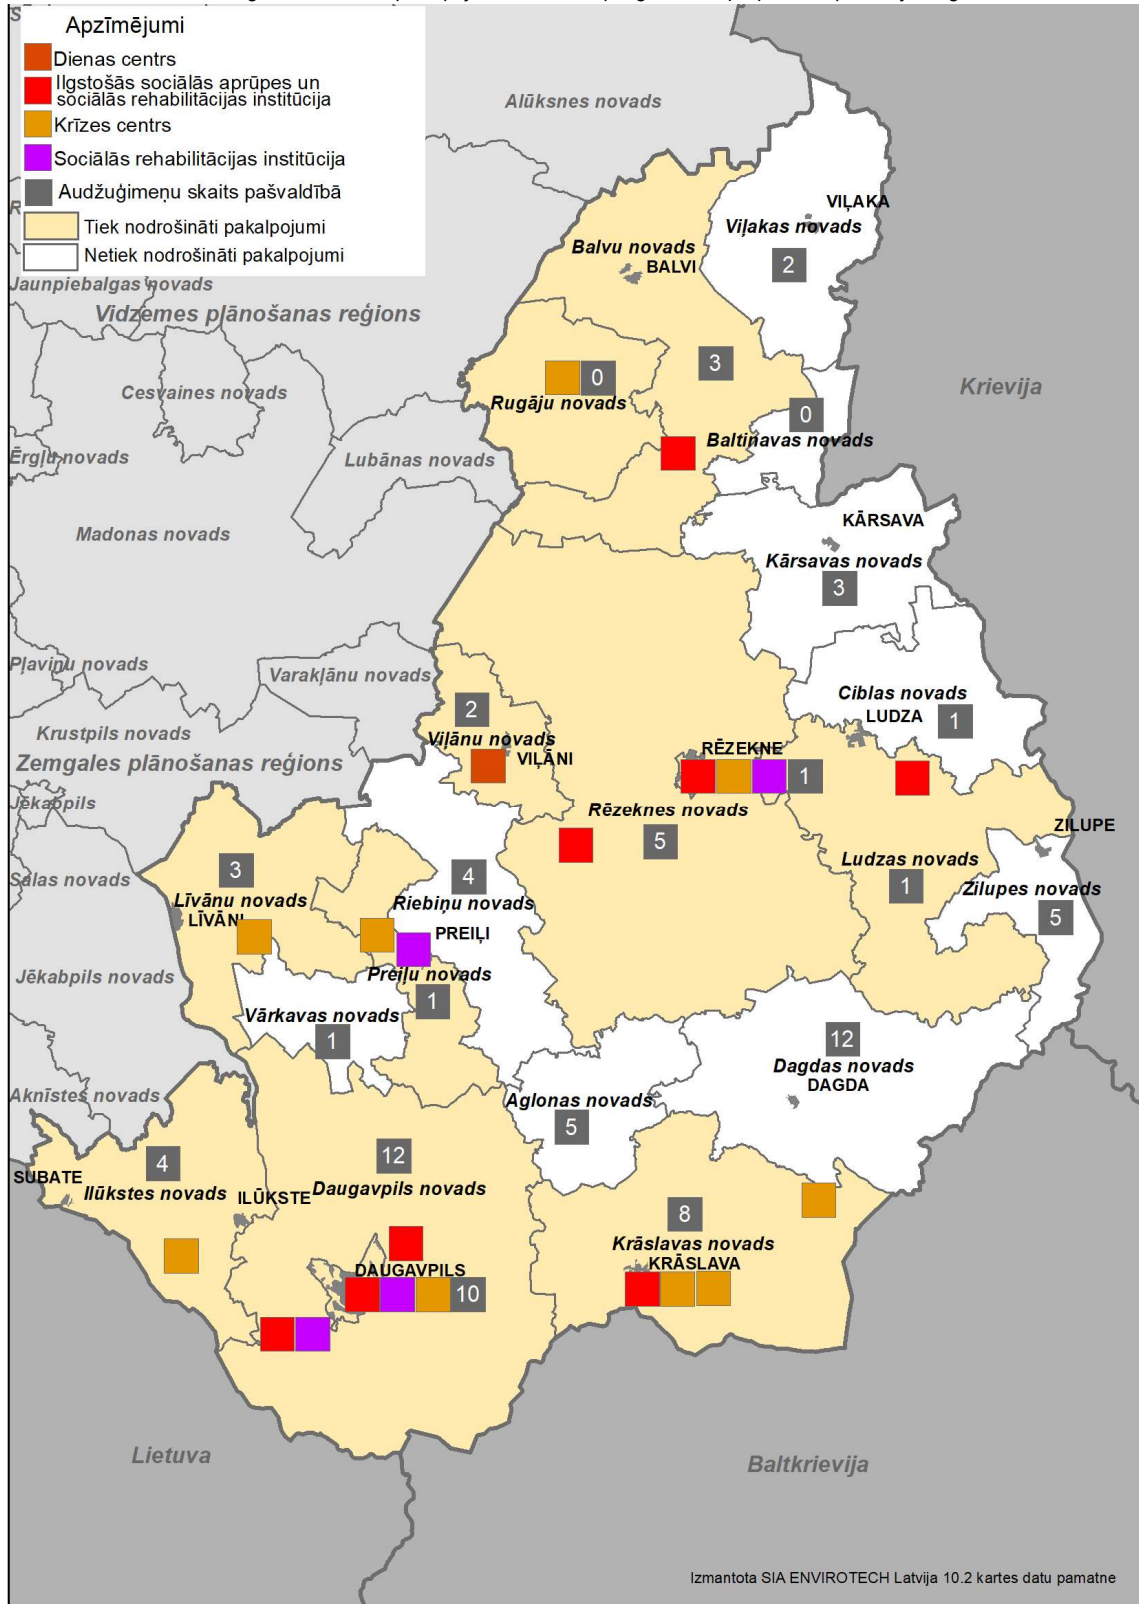 Apzīmējumi
Dienas centrs
Ilgstošās sociālās aprūpes un
sociālās rehabilitācijas institūcija
Krīzes centrs
Sociālās rehabilitācijas institūcija
Audžuģimeņu skaits pašvaldībā
Tiek nodrošināti pakalpojumi
Netiek nodrošināti pakalpojumi
Alūksnes novads
VIĻAKA
Viļakas novads
2
Balvu novads
BALVI
Jaunpiebalgas novads
Vidzemes plānošanas reģions
3
Krievija
Cesvaines novads
0
Rugāju novads
0
Baltinavas novads
Ērgļu novads
Lubānas novads
Madonas novads
KĀRSAVA
Kārsavas novads
3
Pļaviņu novads
Varakļānu novads
Ciblas novads
LUDZA
1
2
Viļānu novads
VIĻĀNI
Krustpils novads
Zemgales plānošanas reģions
RĒZEKNE
1
Jēkabpils
Rēzeknes novads
5
ZILUPE
Salas novads
3
Līvānu novads
LĪVĀNI
4
Riebiņu novads
Ludzas novads
1
Zilupes novads
5
PREIĻI
Preiļu novads
1
Jēkabpils novads
Vārkavas novads
1
12
Dagdas novads
DAGDA
Aknīstes novads
Aglonas novads
5
4
SUBATE
Ilūkstes novads
ILŪKSTE
12
Daugavpils novads
8
Krāslavas novads
KRĀSLAVA
DAUGAVPILS
10
Lietuva
Baltkrievija
Izmantota SIA ENVIROTECH Latvija 10.2 kartes datu pamatne